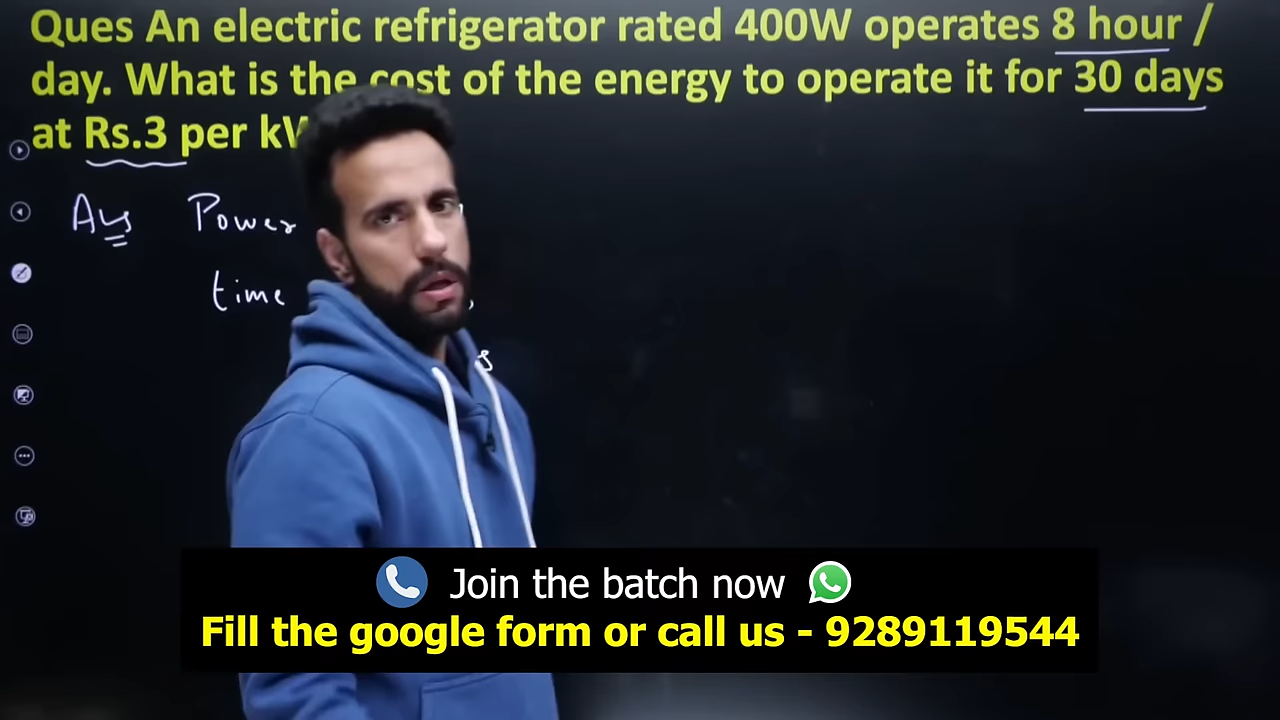 Ques An electric refrigerator rated 400W operates 8 hour /
day. What is the cost of the energy to operate it for 30 days
at Rs.3 per
Ans Power
time
Join the batch now
Fill the google form or call us - 9289119544